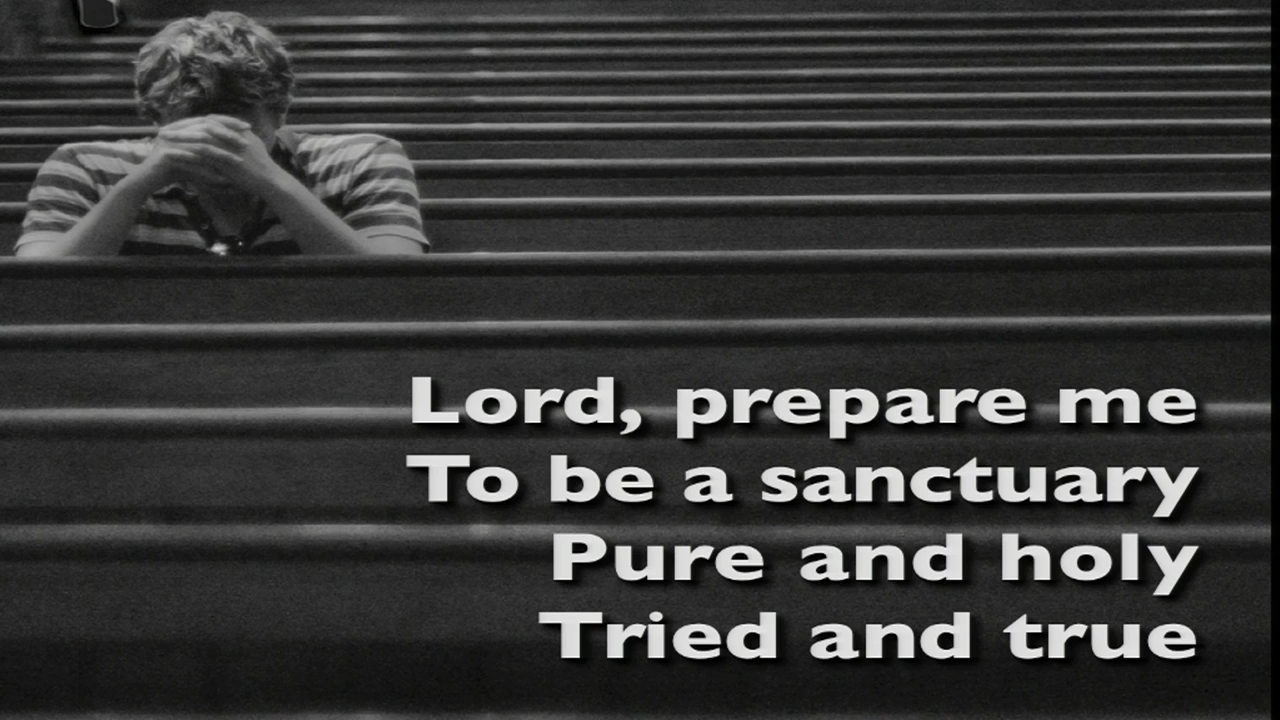 Lord, prepare me
To be a sanctuary
Pure and holy
Tried and true